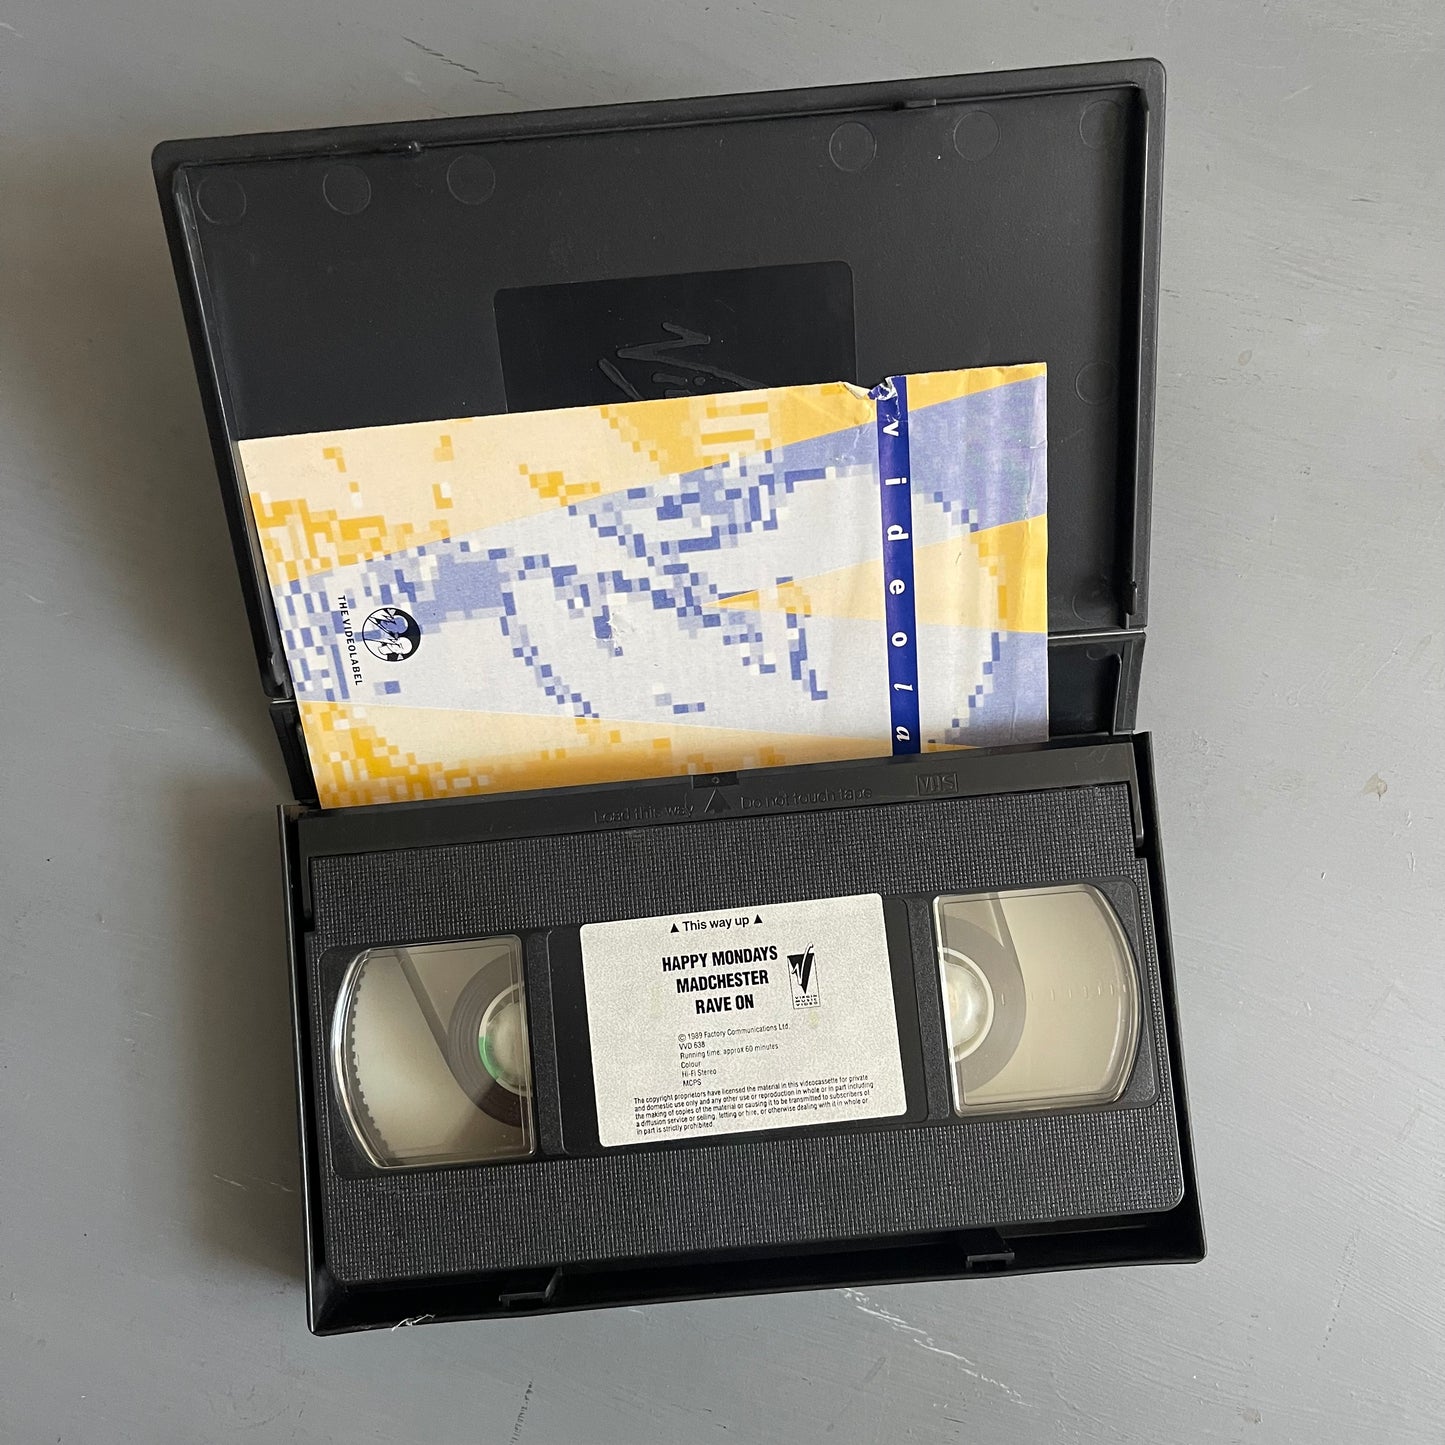 Vi
videola
THE VIDEOLABEL
Load this way ▲ Do not touch tape VHS
▲ This way up ▲
HAPPY MONDAYS
MADCHESTER
RAVE ON
VIRGIN
MUSIC
VIDEO
© 1989 Factory Communications Ltd.
VVD 638
Running time: approx 60 minutes
Colour
Hi-Fi Stereo
MCPS
The copyright proprietors have licensed the material in this videocassette for private
and domestic use only and any other use or reproduction in whole or in part including
the making of copies of the material or causing it to be transmitted to subscribers of
a diffusion service or selling, letting or hire, or otherwise dealing with it in whole or
in part is strictly prohibited.